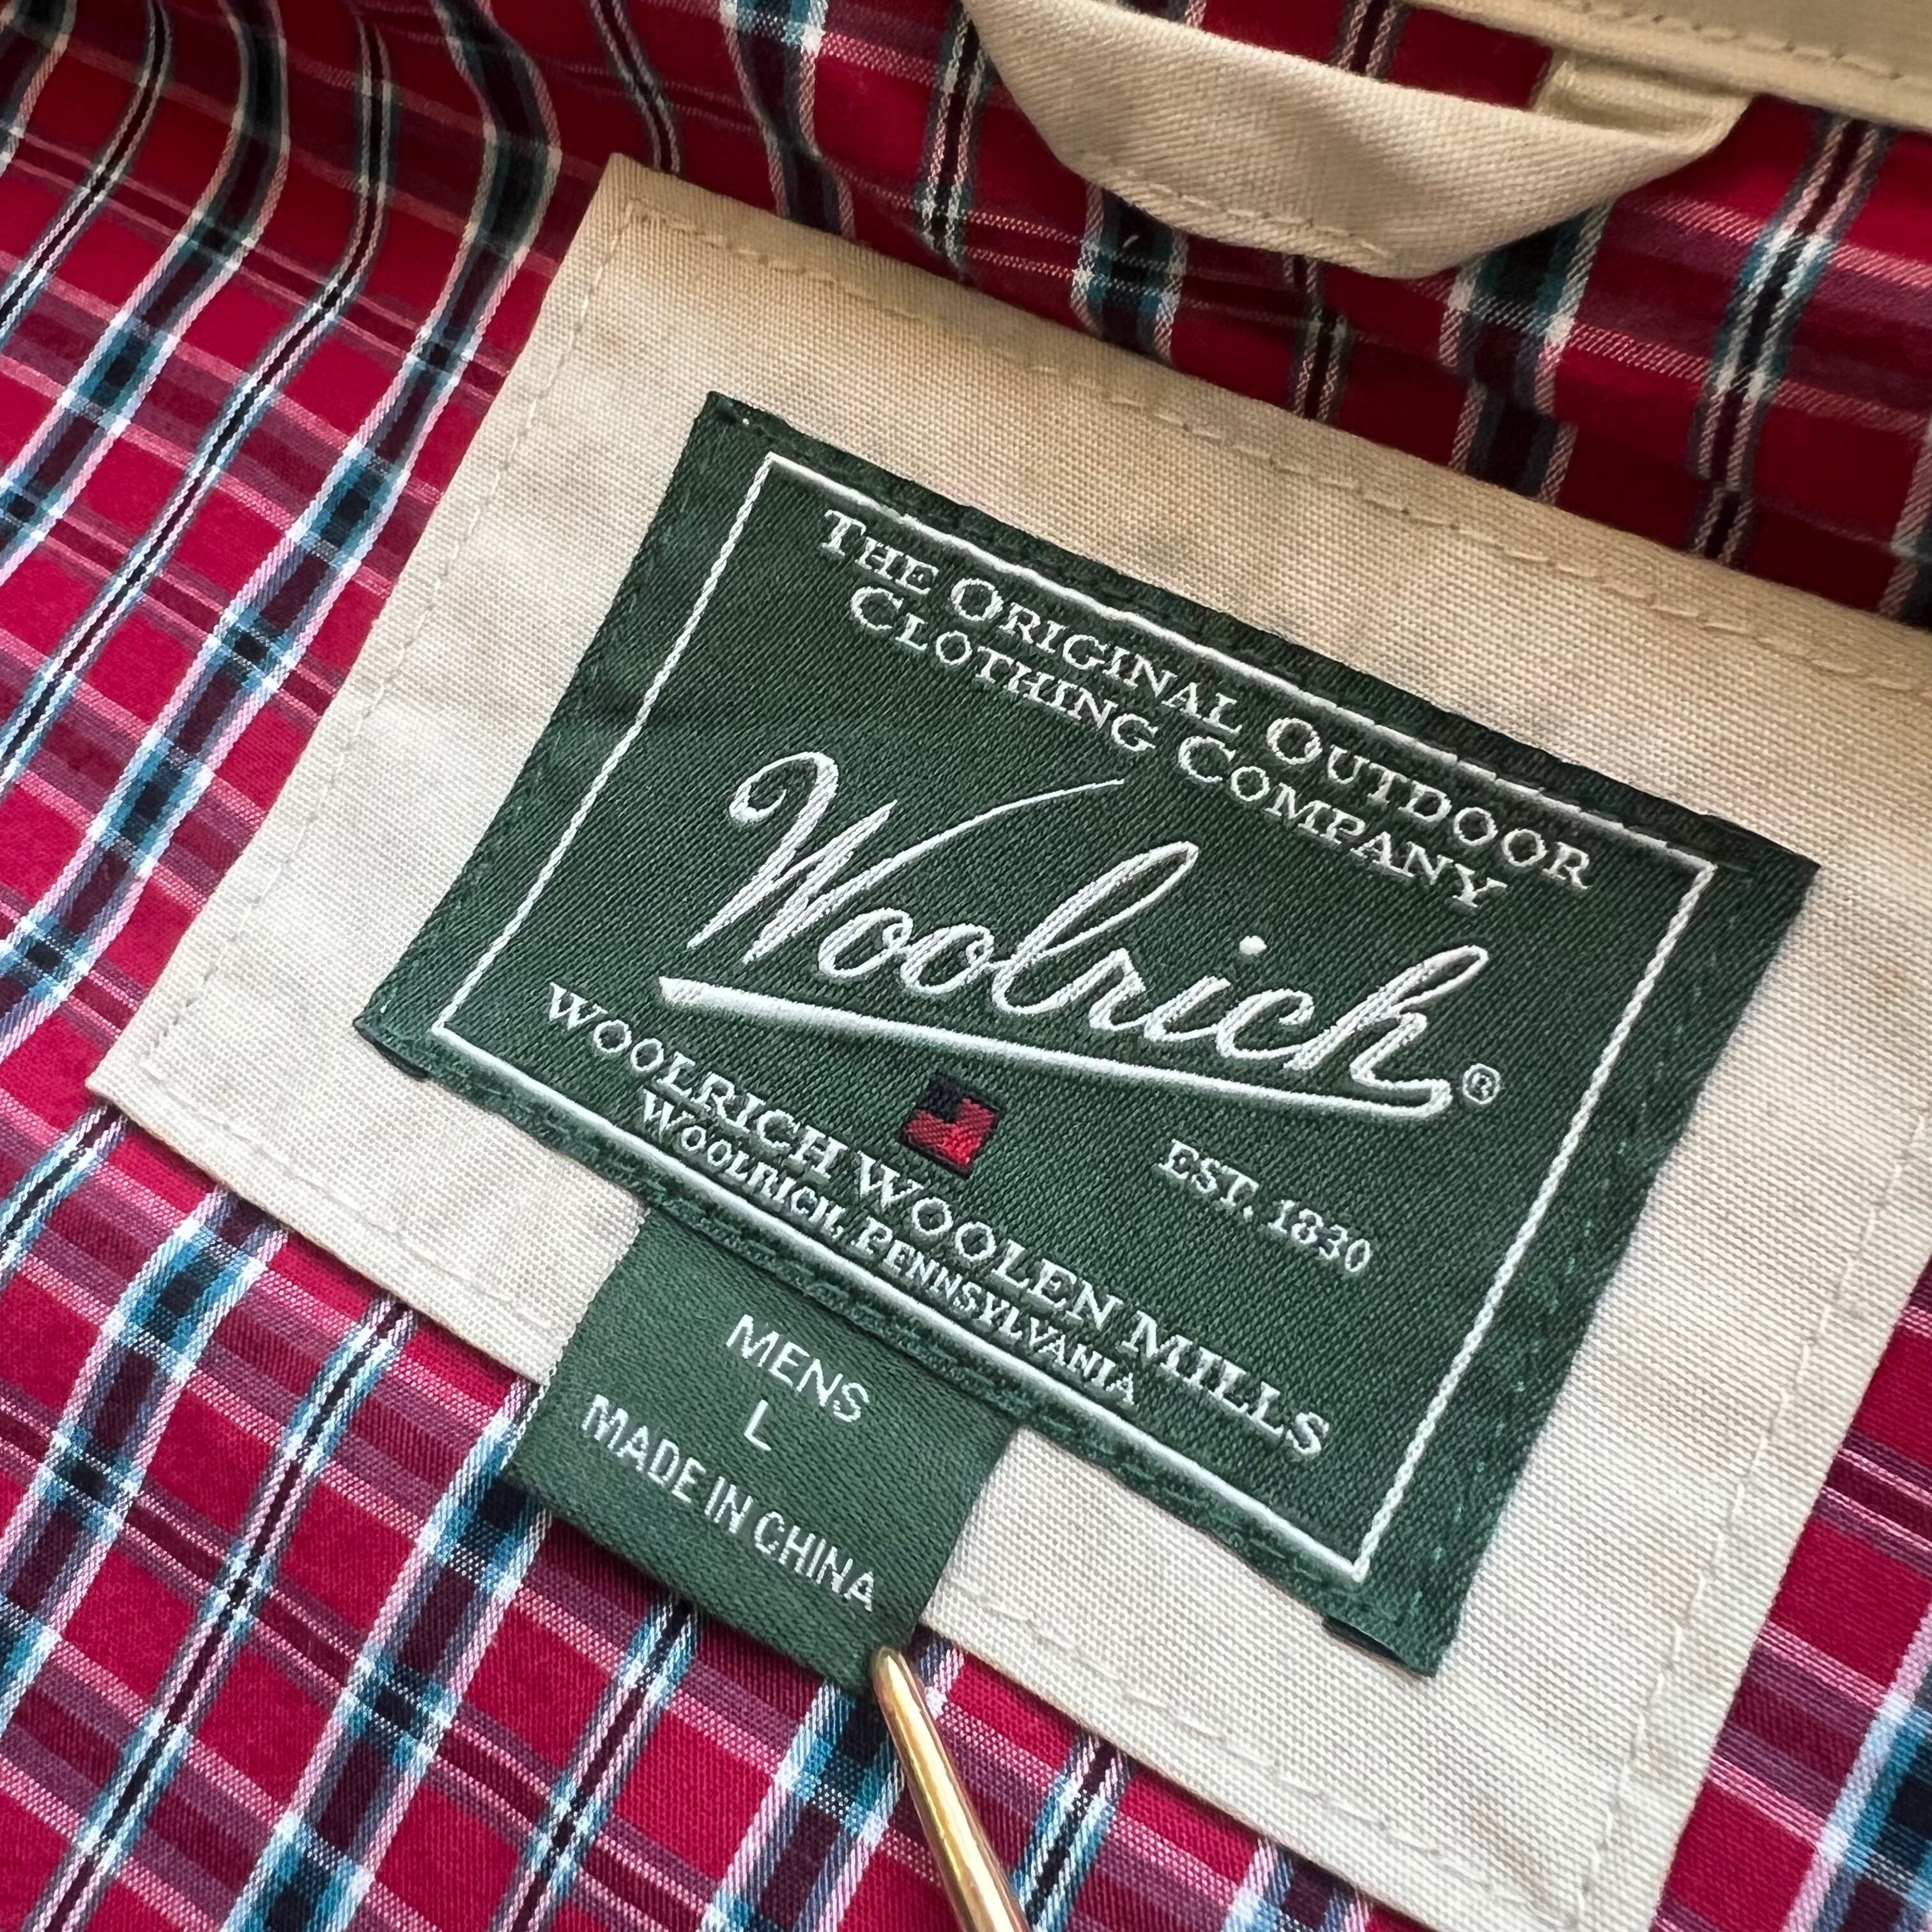 THE ORIGINAL OUTDOOR
CLOTHING COMPANY
Woolrich®
EST. 1830
WOOLRICH WOOLEN MILLS
WOOLRICH, PENNSYLVANIA
MENS
L
MADE IN CHINA